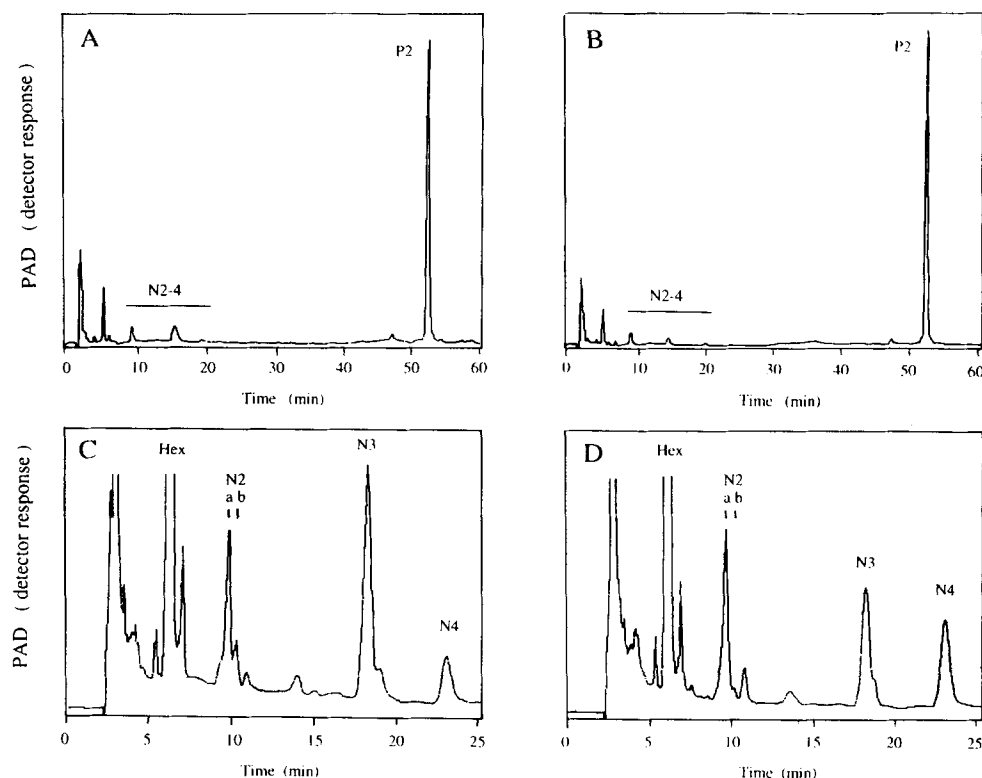 A
P2
N2-4
PAD ( detector response )
0 10 20 30 40 50 60
Time (min)
B
P2
N2-4
0 10 20 30 40 50 60
Time (min)
C
Hex
N2
a b
N3
N4
PAD ( detector response )
0 5 10 15 20 25
Time (min)
D
Hex
N2
a b
N3
N4
0 5 10 15 20 25
Time (min)